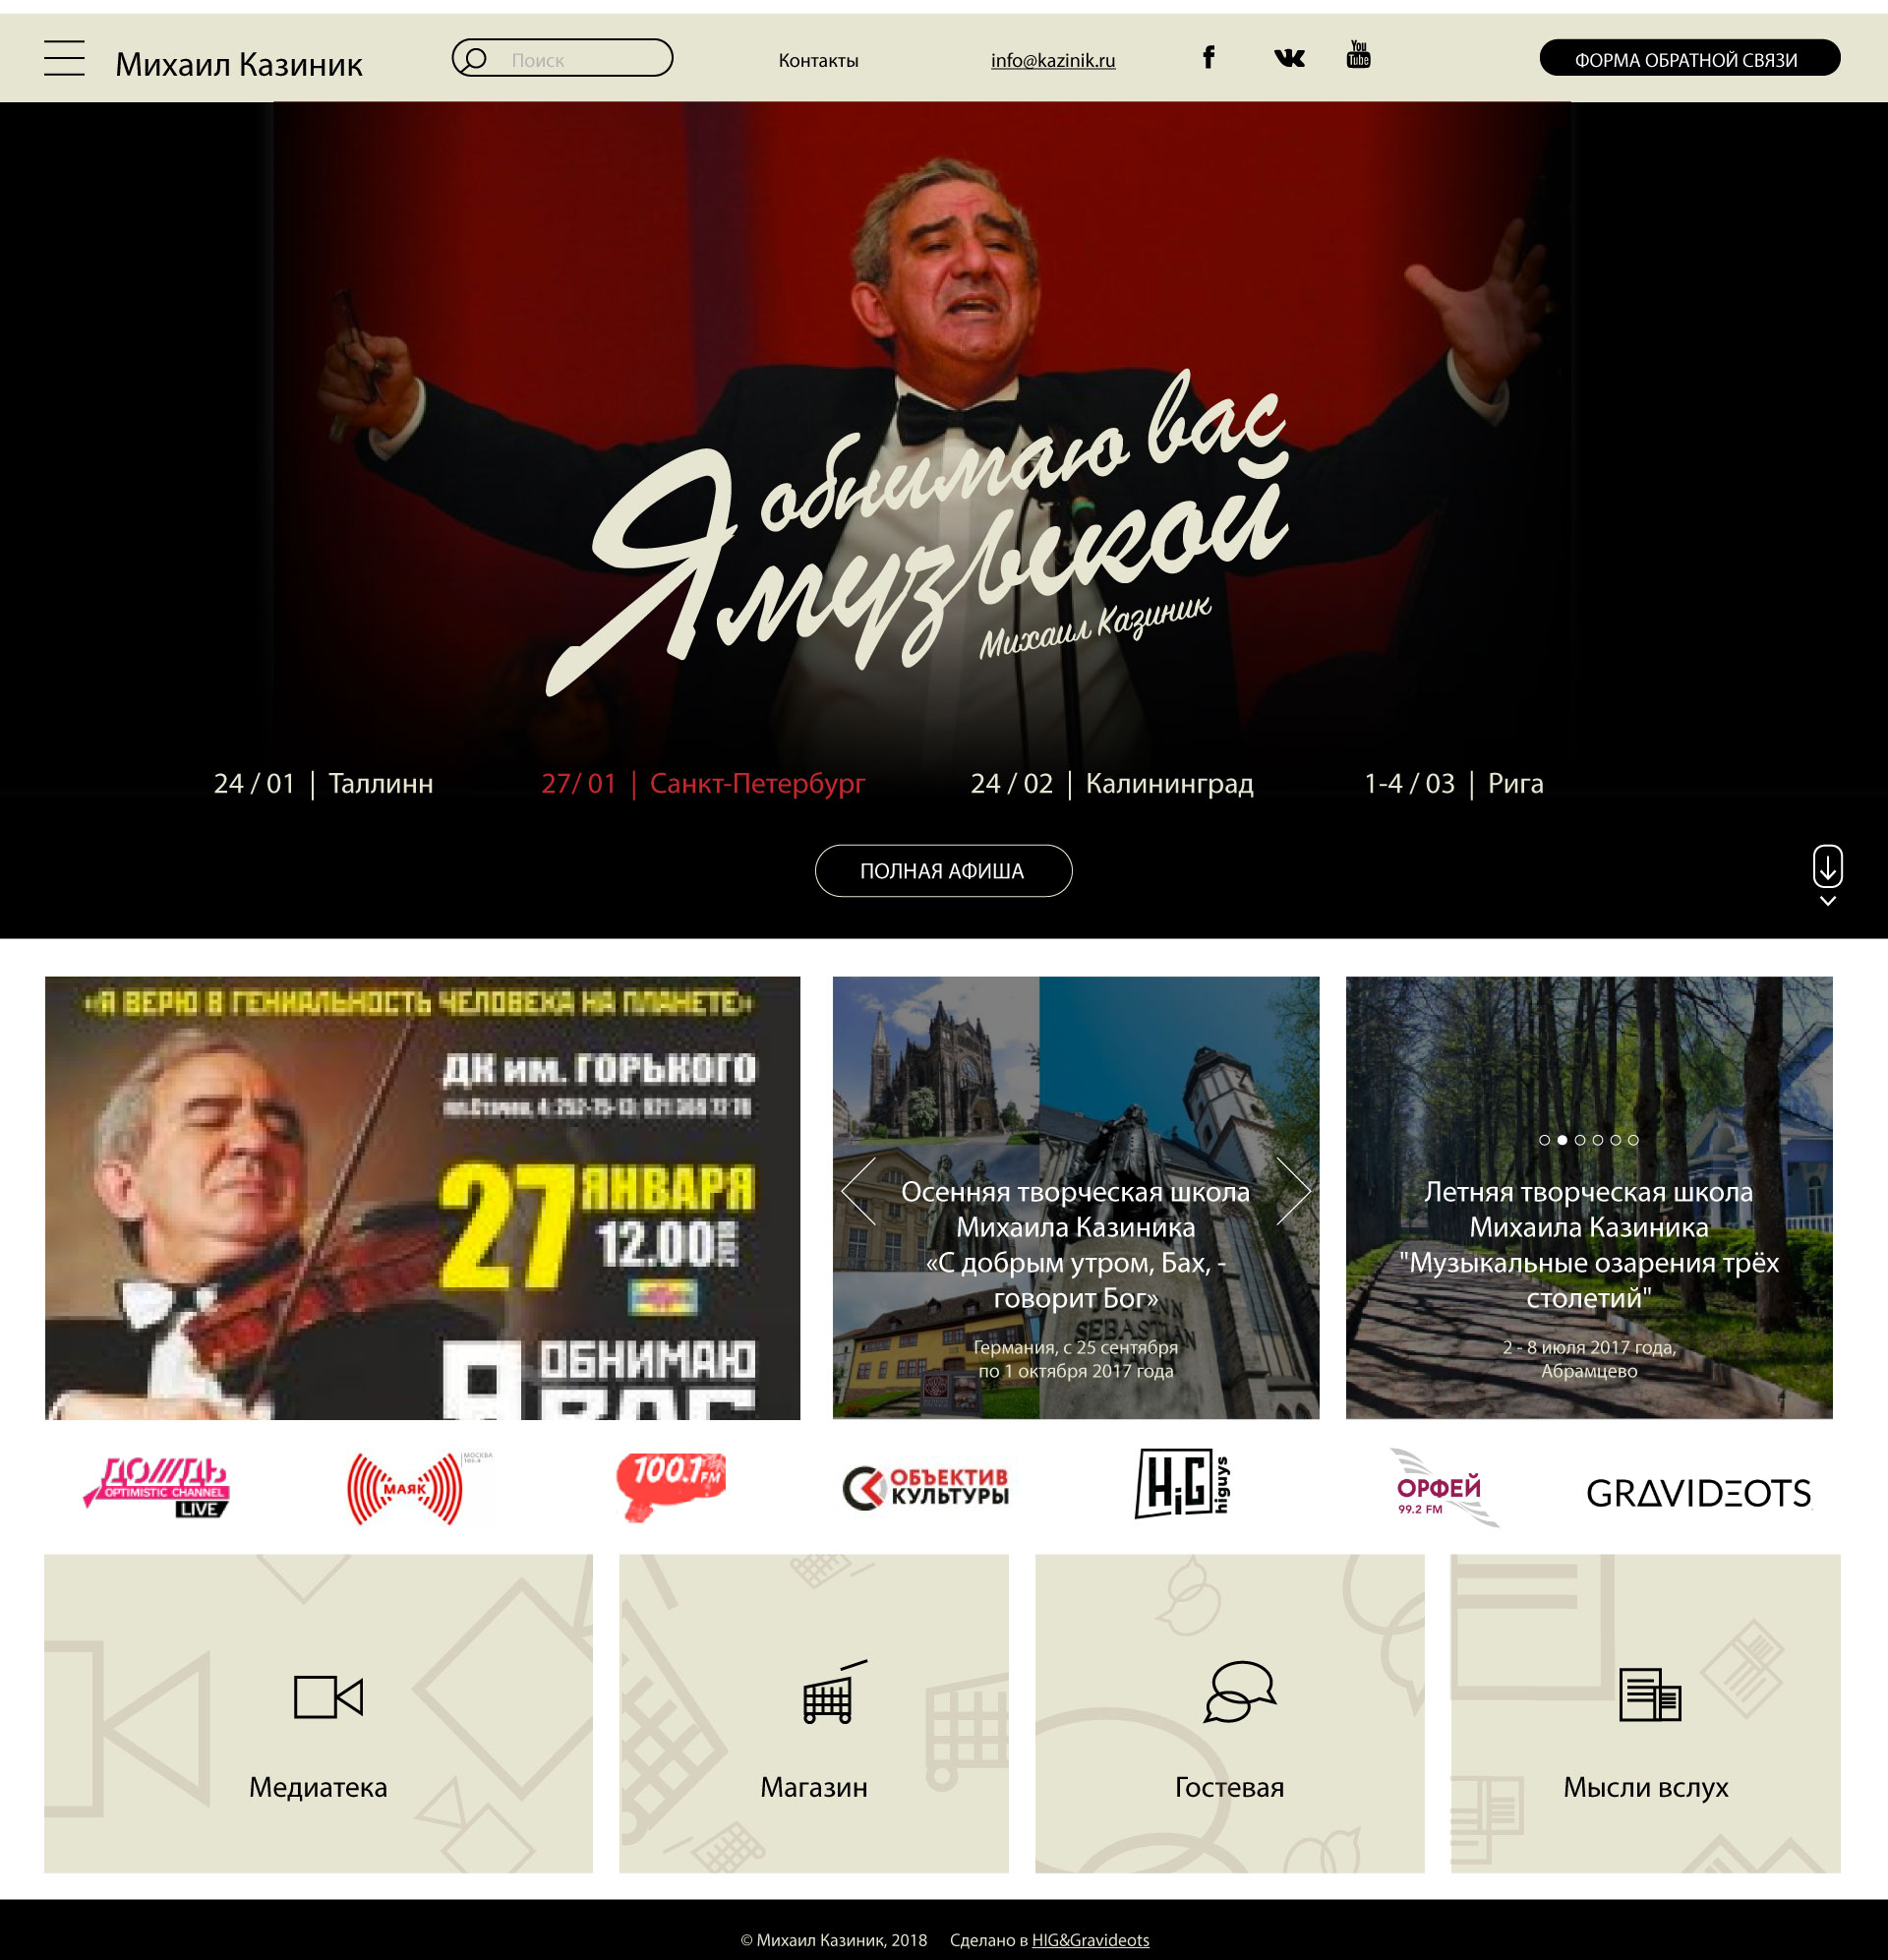 Михаил Казиник
Поиск
Контакты
info@kazinik.ru
f
You
Tube
ФОРМА ОБРАТНОЙ СВЯЗИ
Я обнимаю вас
музыкой
Михаил Казиник
24 / 01 | Таллинн
27/ 01 | Санкт-Петербург
24 / 02 | Калининград
1-4 / 03 | Рига
ПОЛНАЯ АФИША
«Я ВЕРЮ В ГЕНИАЛЬНОСТЬ ЧЕЛОВЕКА НА ПЛАНЕТЕ»
ДК им. ГОРЬКОГО
27 ЯНВАРЯ
12.00
Я ОБНИМАЮ
ВАС
Осенняя творческая школа
Михаила Казиника
«С добрым утром, Бах, -
говорит Бог»
Германия, с 25 сентября
по 1 октября 2017 года
SEBASTIAN
Летняя творческая школа
Михаила Казиника
"Музыкальные озарения трёх
столетий"
2 - 8 июля 2017 года,
Абрамцево
ДОЖДЬ
OPTIMISTIC CHANNEL
LIVE
МАЯК
МОСКВА
100.1 FM
ОБЪЕКТИВ
КУЛЬТУРЫ
HiG
higuys
ОРФЕЙ
99.2 FM
GRAVIDEOTS
Медиатека
Магазин
Гостевая
Мысли вслух
© Михаил Казиник, 2018 Сделано в HIG&Gravideots